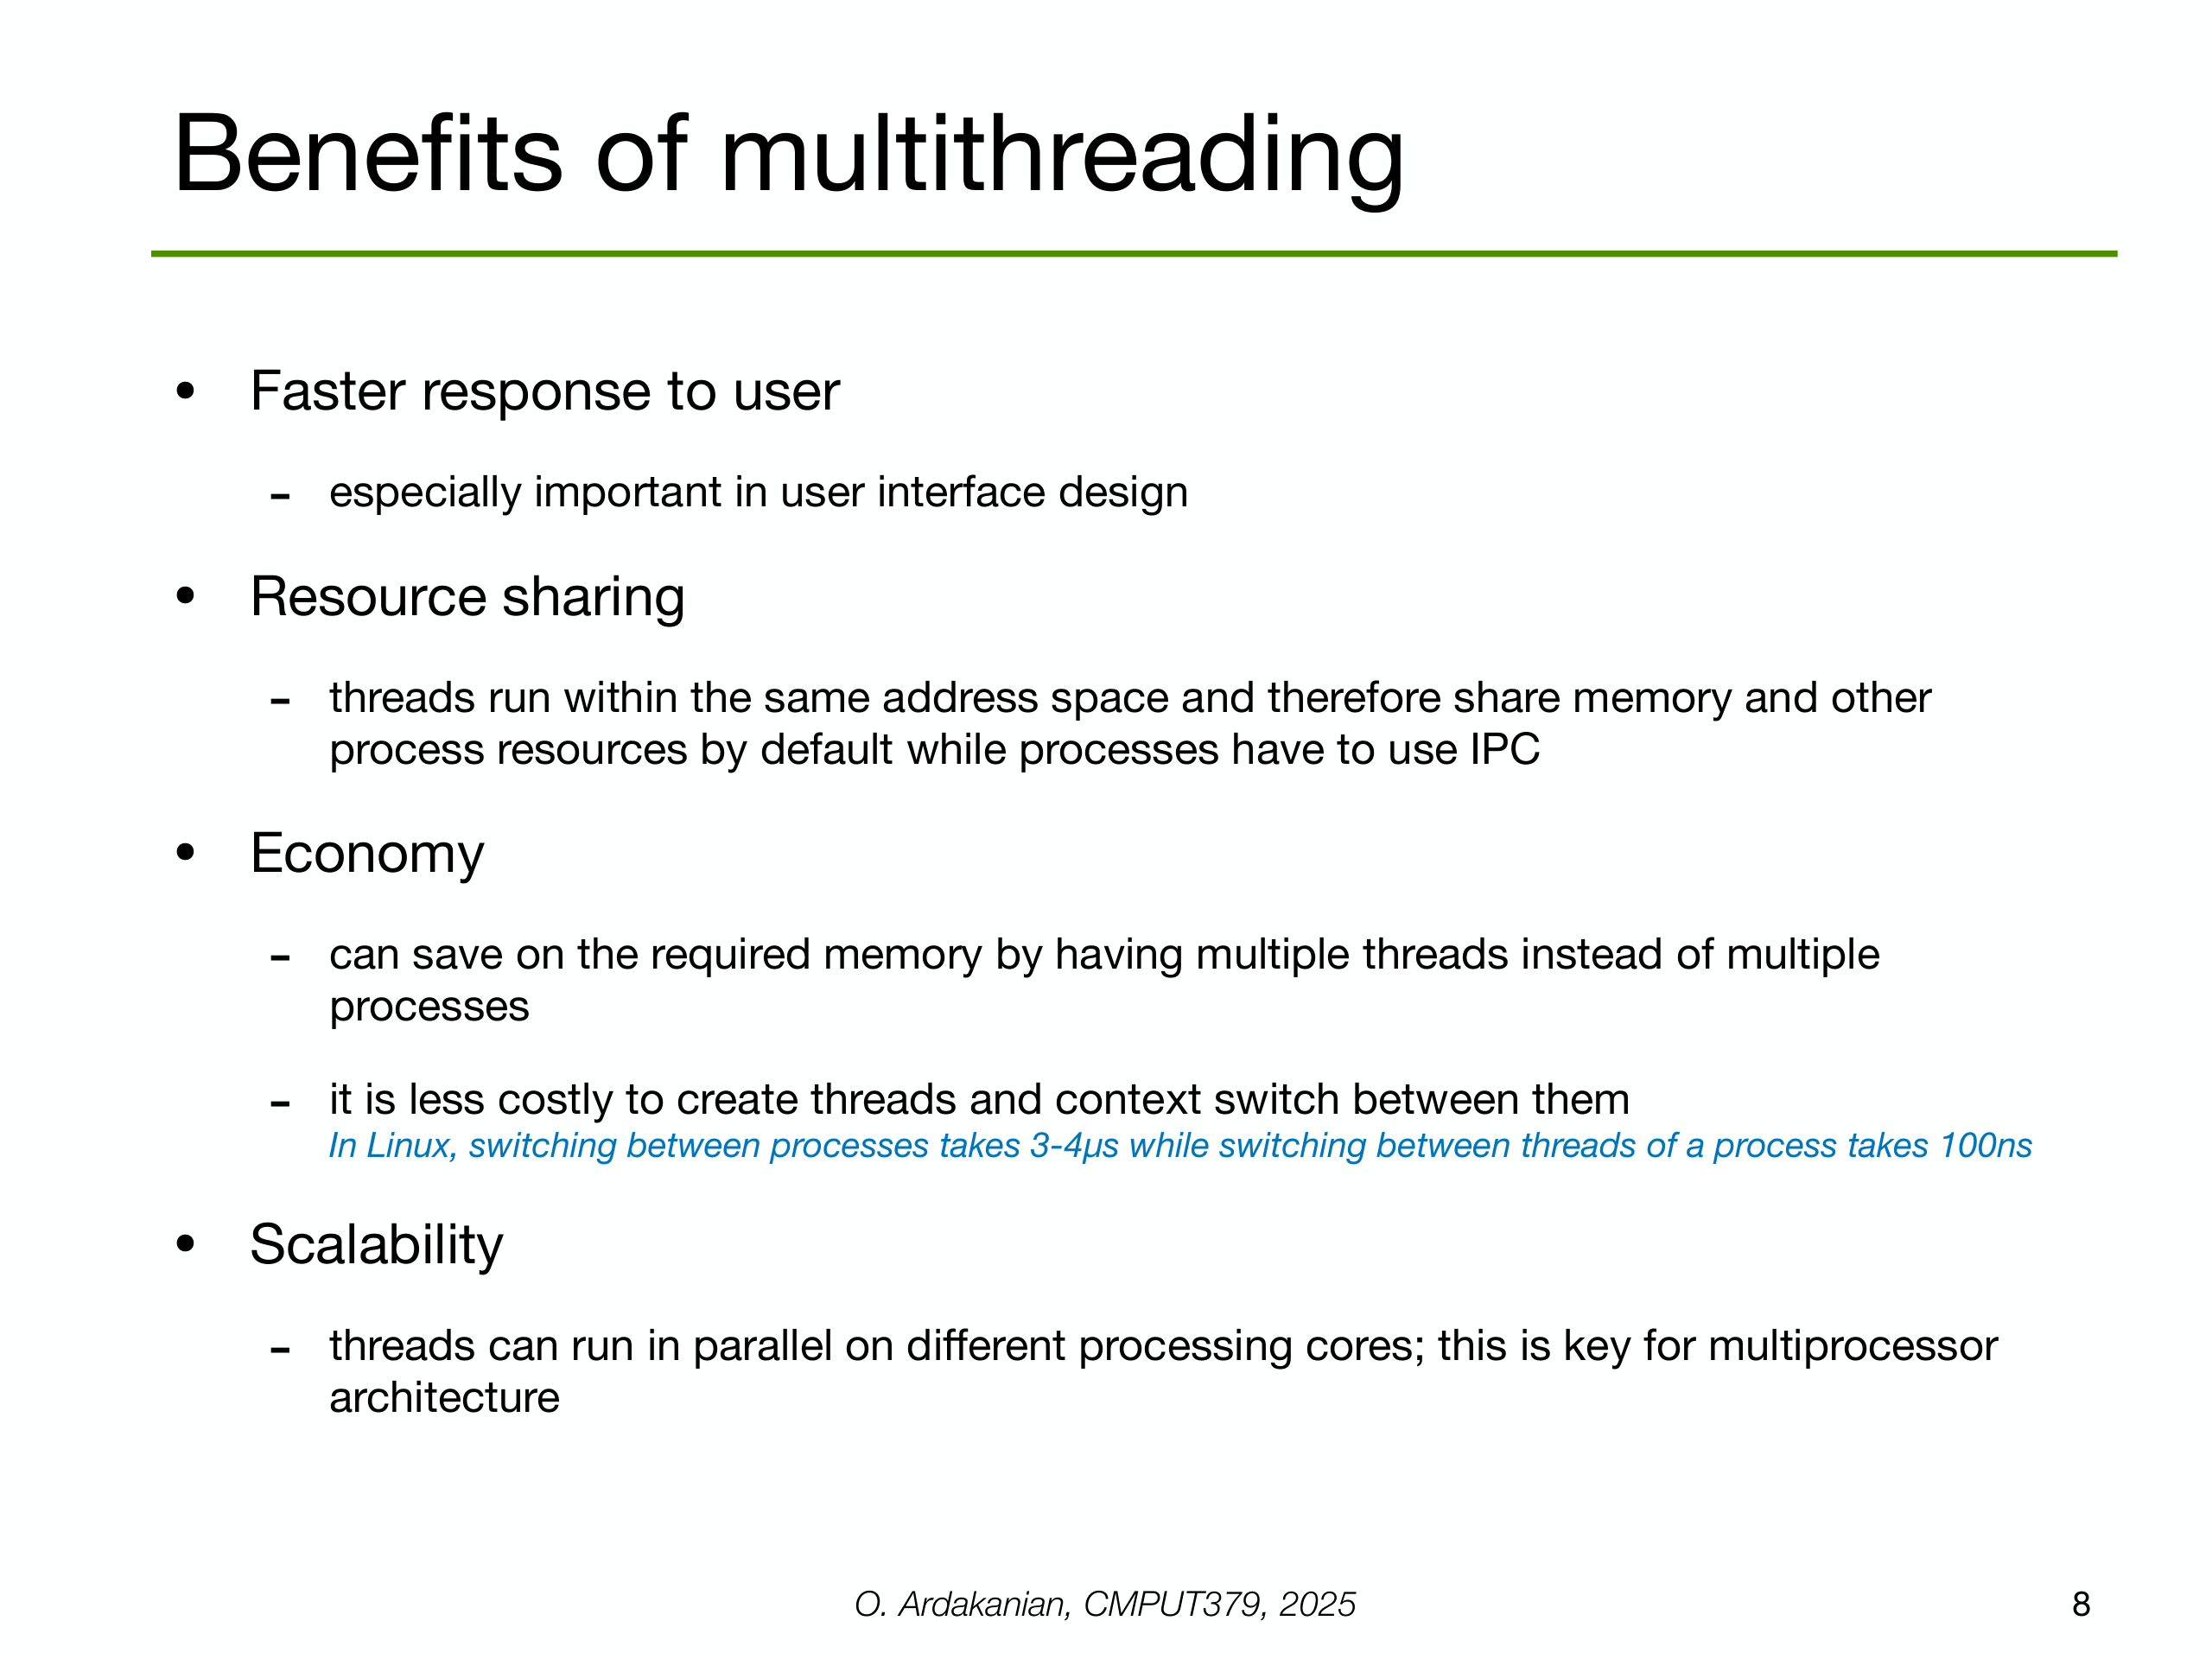 Benefits of multithreading
• Faster response to user
- especially important in user interface design
• Resource sharing
- threads run within the same address space and therefore share memory and other
process resources by default while processes have to use IPC
• Economy
- can save on the required memory by having multiple threads instead of multiple
processes
- it is less costly to create threads and context switch between them
In Linux, switching between processes takes 3-4μs while switching between threads of a process takes 100ns
• Scalability
- threads can run in parallel on different processing cores; this is key for multiprocessor
architecture
O. Ardakanian, CMPUT379, 2025
8